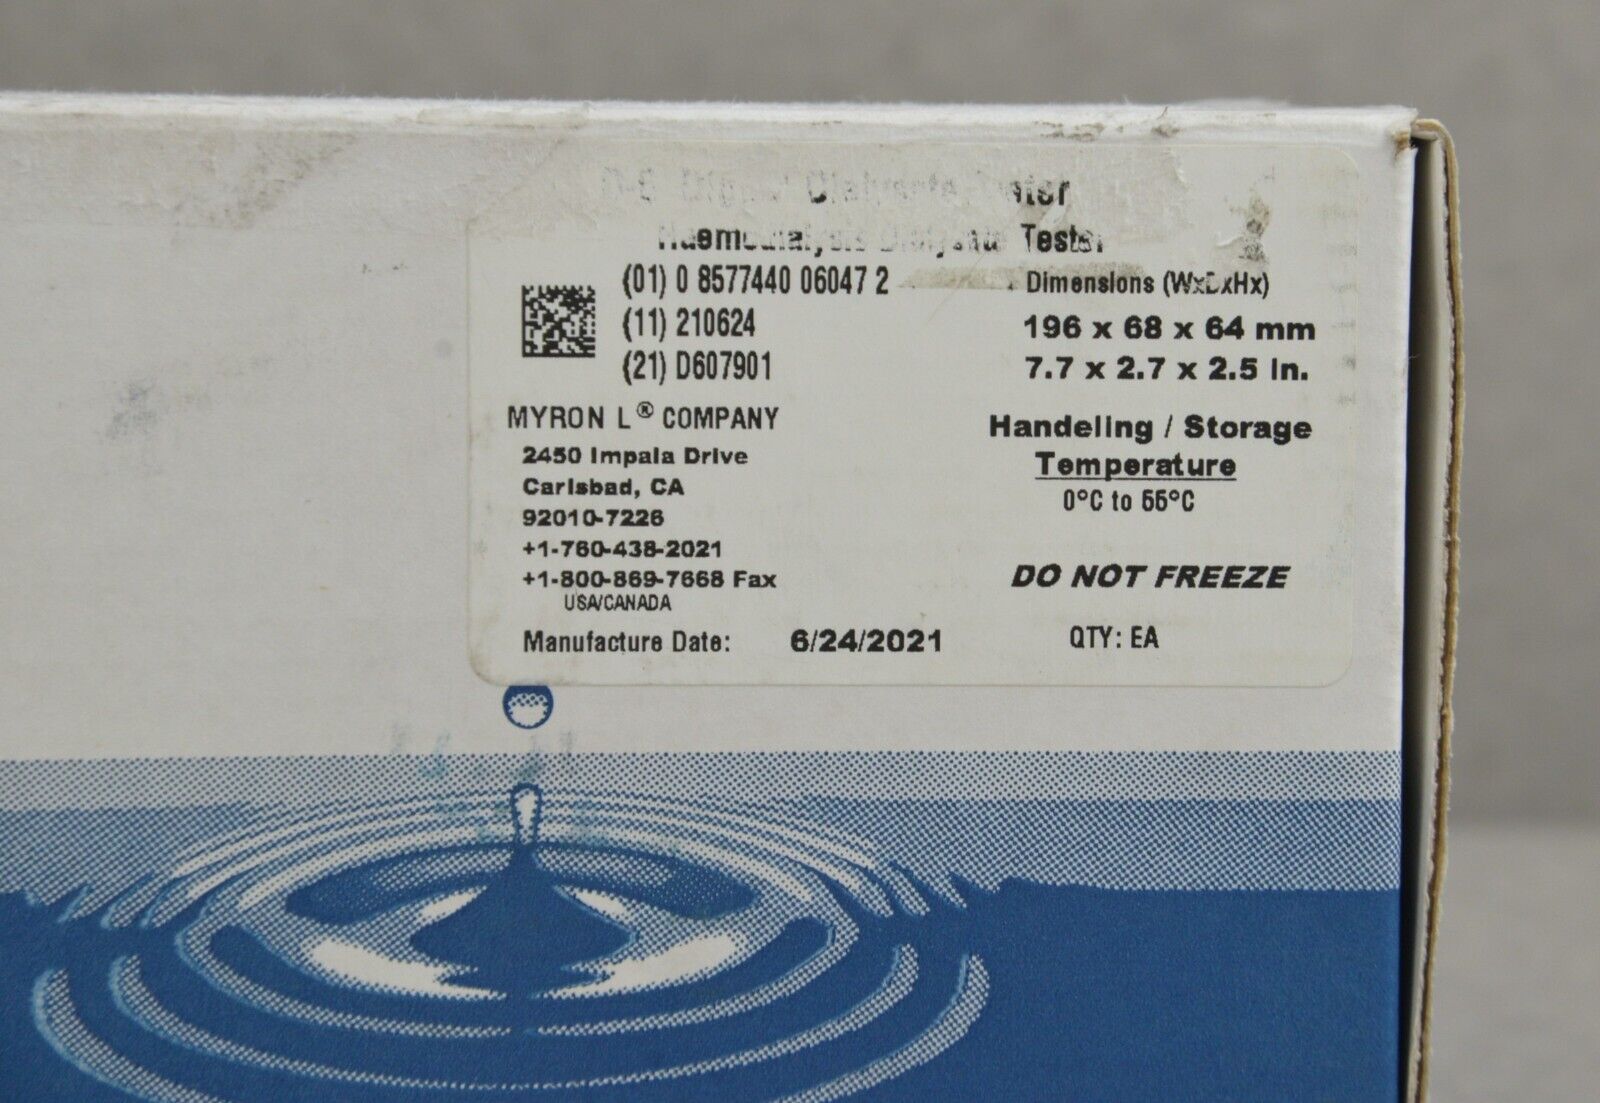 Tester
(01) 0 8577440 06047 2
Dimensions (WxDxHx)
(11) 210624
196 x 68 x 64 mm
(21) D607901
7.7 x 2.7 x 2.5 in.
MYRON L® COMPANY
2450 Impala Drive
Carlsbad, CA
92010-7226
+1-760-438-2021
+1-800-869-7668 Fax
USA/CANADA
Handeling / Storage
Temperature
0°C to 55°C
DO NOT FREEZE
Manufacture Date: 6/24/2021
QTY: EA